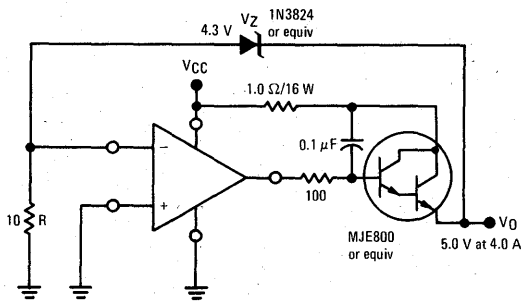 4.3 V
VZ
1N3824
or equiv
VCC
1.0 Ω/16 W
0.1 μF
−
+
10
R
100
MJE800
or equiv
VO
5.0 V at 4.0 A